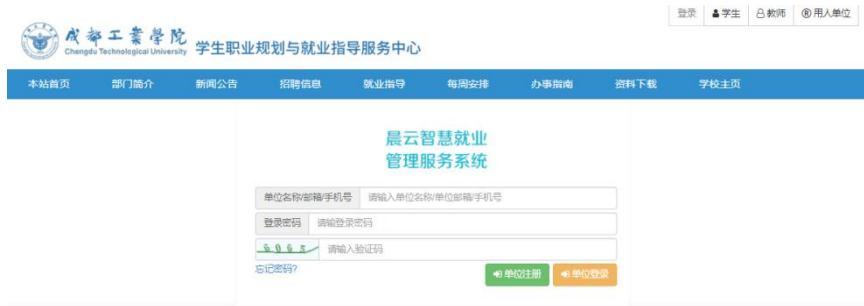 登录 学生 教师 ® 用人单位
成都工業學院
Chengdu Technological University
学生职业规划与就业指导服务中心
本站首页 部门简介 新闻公告 招聘信息 就业指导 每周安排 办事指南 资料下载 学校主页
晨云智慧就业
管理服务系统
单位名称/邮箱/手机号 请输入单位名称/单位邮箱/手机号
登录密码 请输登录密码
请输入验证码
忘记密码? 单位注册 单位登录